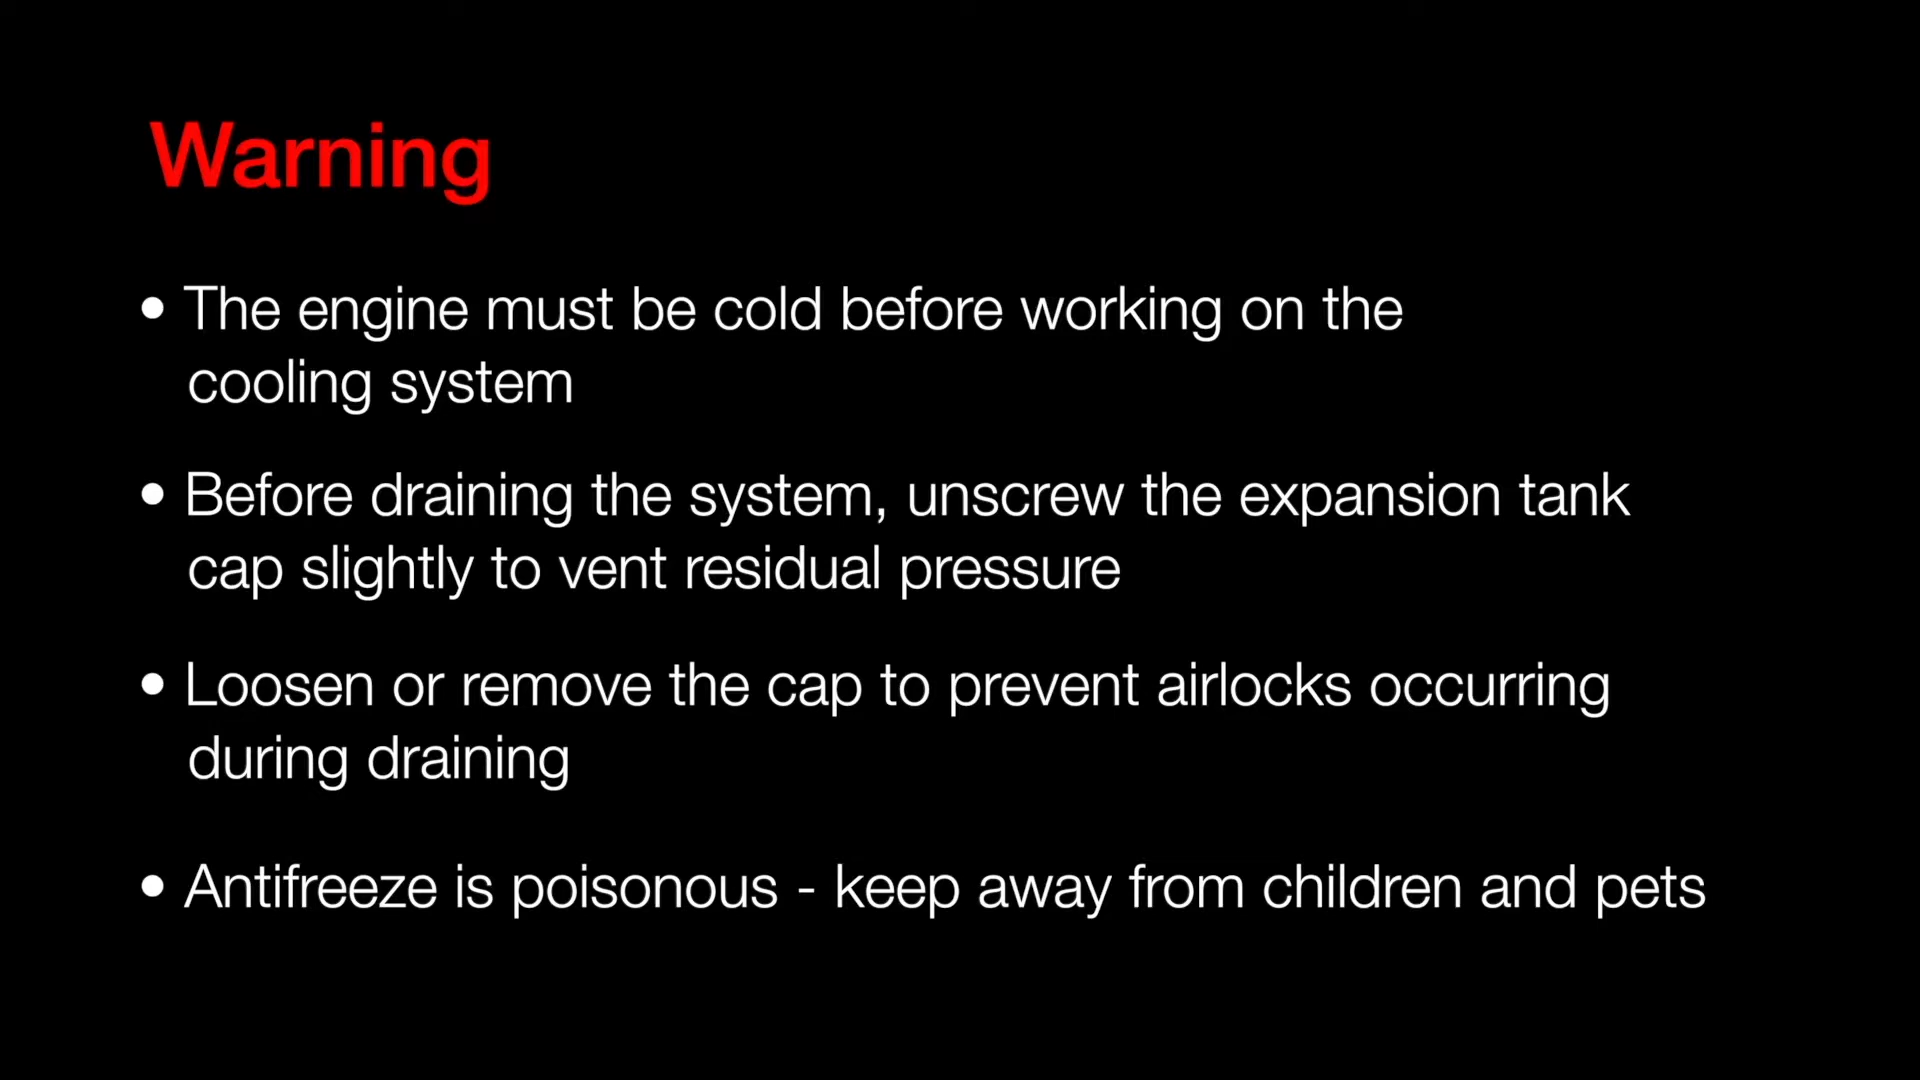 Warning
• The engine must be cold before working on the
cooling system
• Before draining the system, unscrew the expansion tank
cap slightly to vent residual pressure
• Loosen or remove the cap to prevent airlocks occurring
during draining
• Antifreeze is poisonous - keep away from children and pets